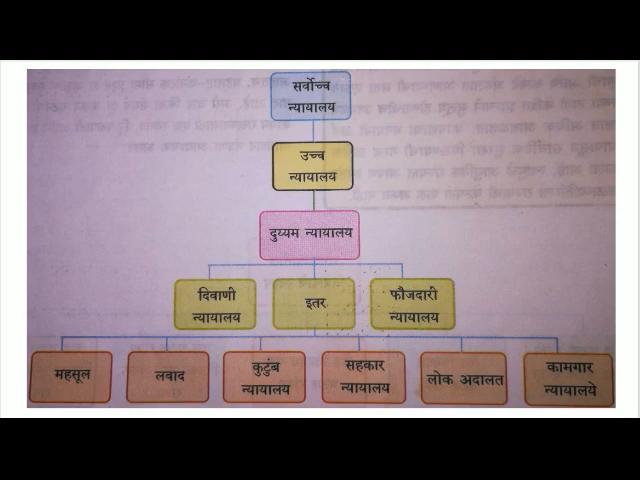 सर्वोच्च
न्यायालय
उच्च
न्यायालय
दुय्यम न्यायालय
दिवाणी
न्यायालय
इतर
फौजदारी
न्यायालय
महसूल
लवाद
कुटुंब
न्यायालय
सहकार
न्यायालय
लोक अदालत
कामगार
न्यायालये